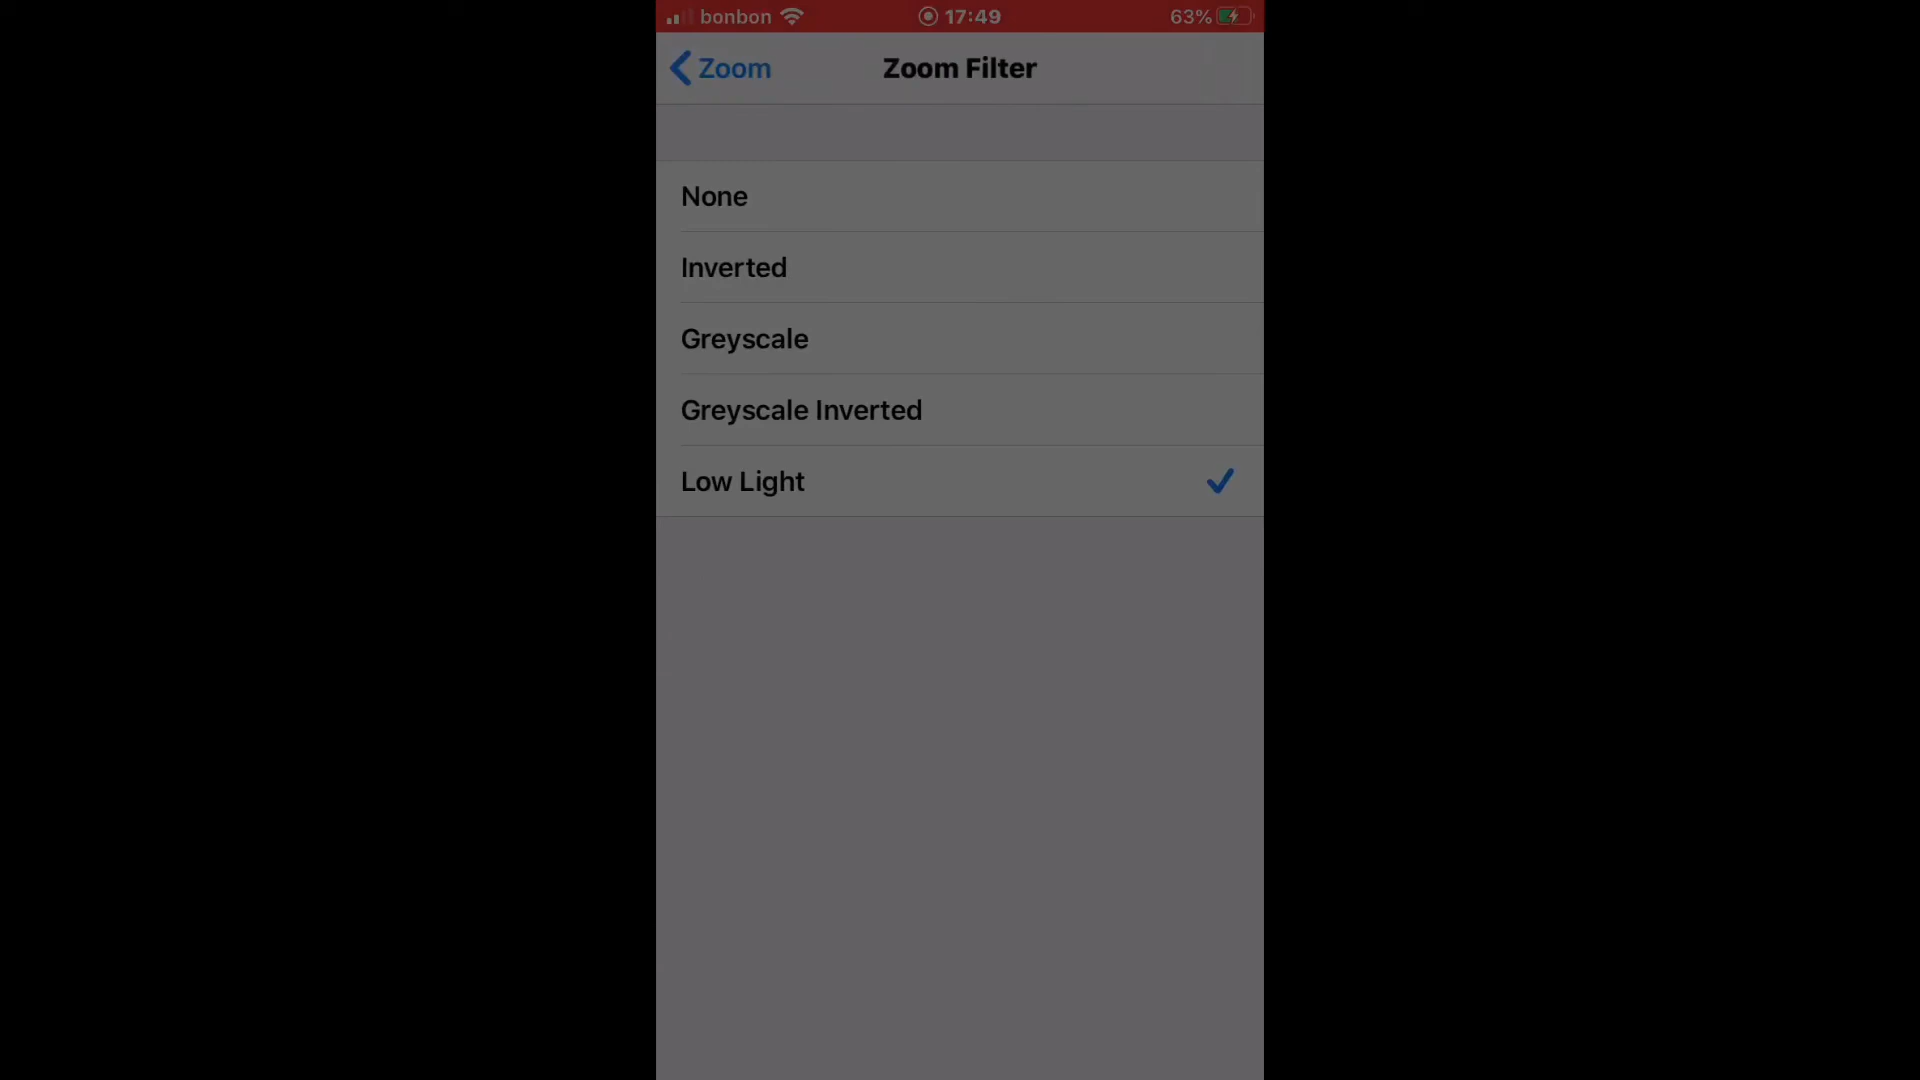 bonbon 17:49 63%
Zoom Zoom Filter
None
Inverted
Greyscale
Greyscale Inverted
Low Light